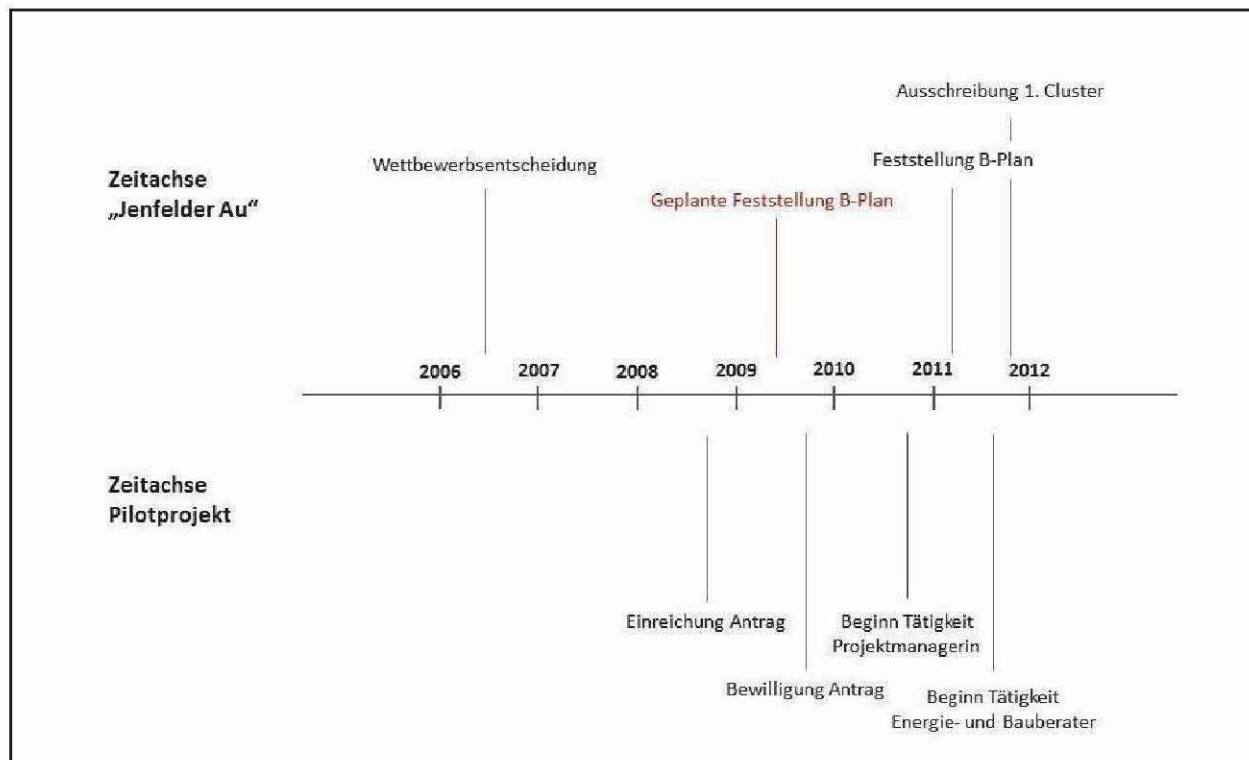 Ausschreibung 1. Cluster
Wettbewerbsentscheidung
Feststellung B-Plan
Zeitachse
„Jenfelder Au“
Geplante Feststellung B-Plan
2006 2007 2008 2009 2010 2011 2012
Zeitachse
Pilotprojekt
Einreichung Antrag
Beginn Tätigkeit
Projektmanagerin
Bewilligung Antrag
Beginn Tätigkeit
Energie- und Bauberater